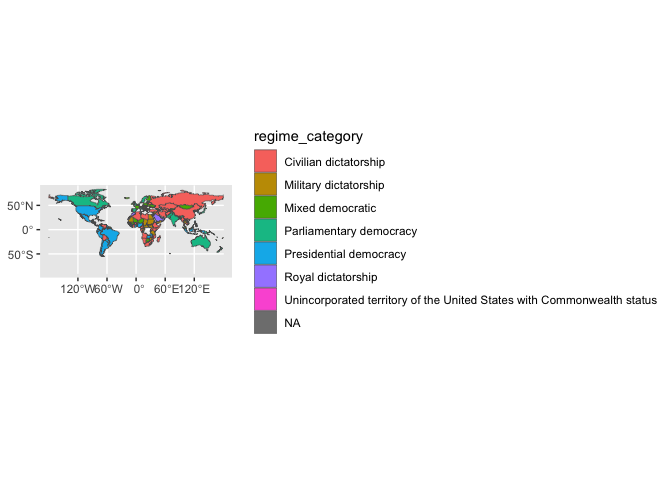 regime_category
Civilian dictatorship
Military dictatorship
Mixed democratic
Parliamentary democracy
Presidential democracy
Royal dictatorship
Unincorporated territory of the United States with Commonwealth status
NA
50°N
0°
50°S
120°W 60°W 0° 60°E 120°E